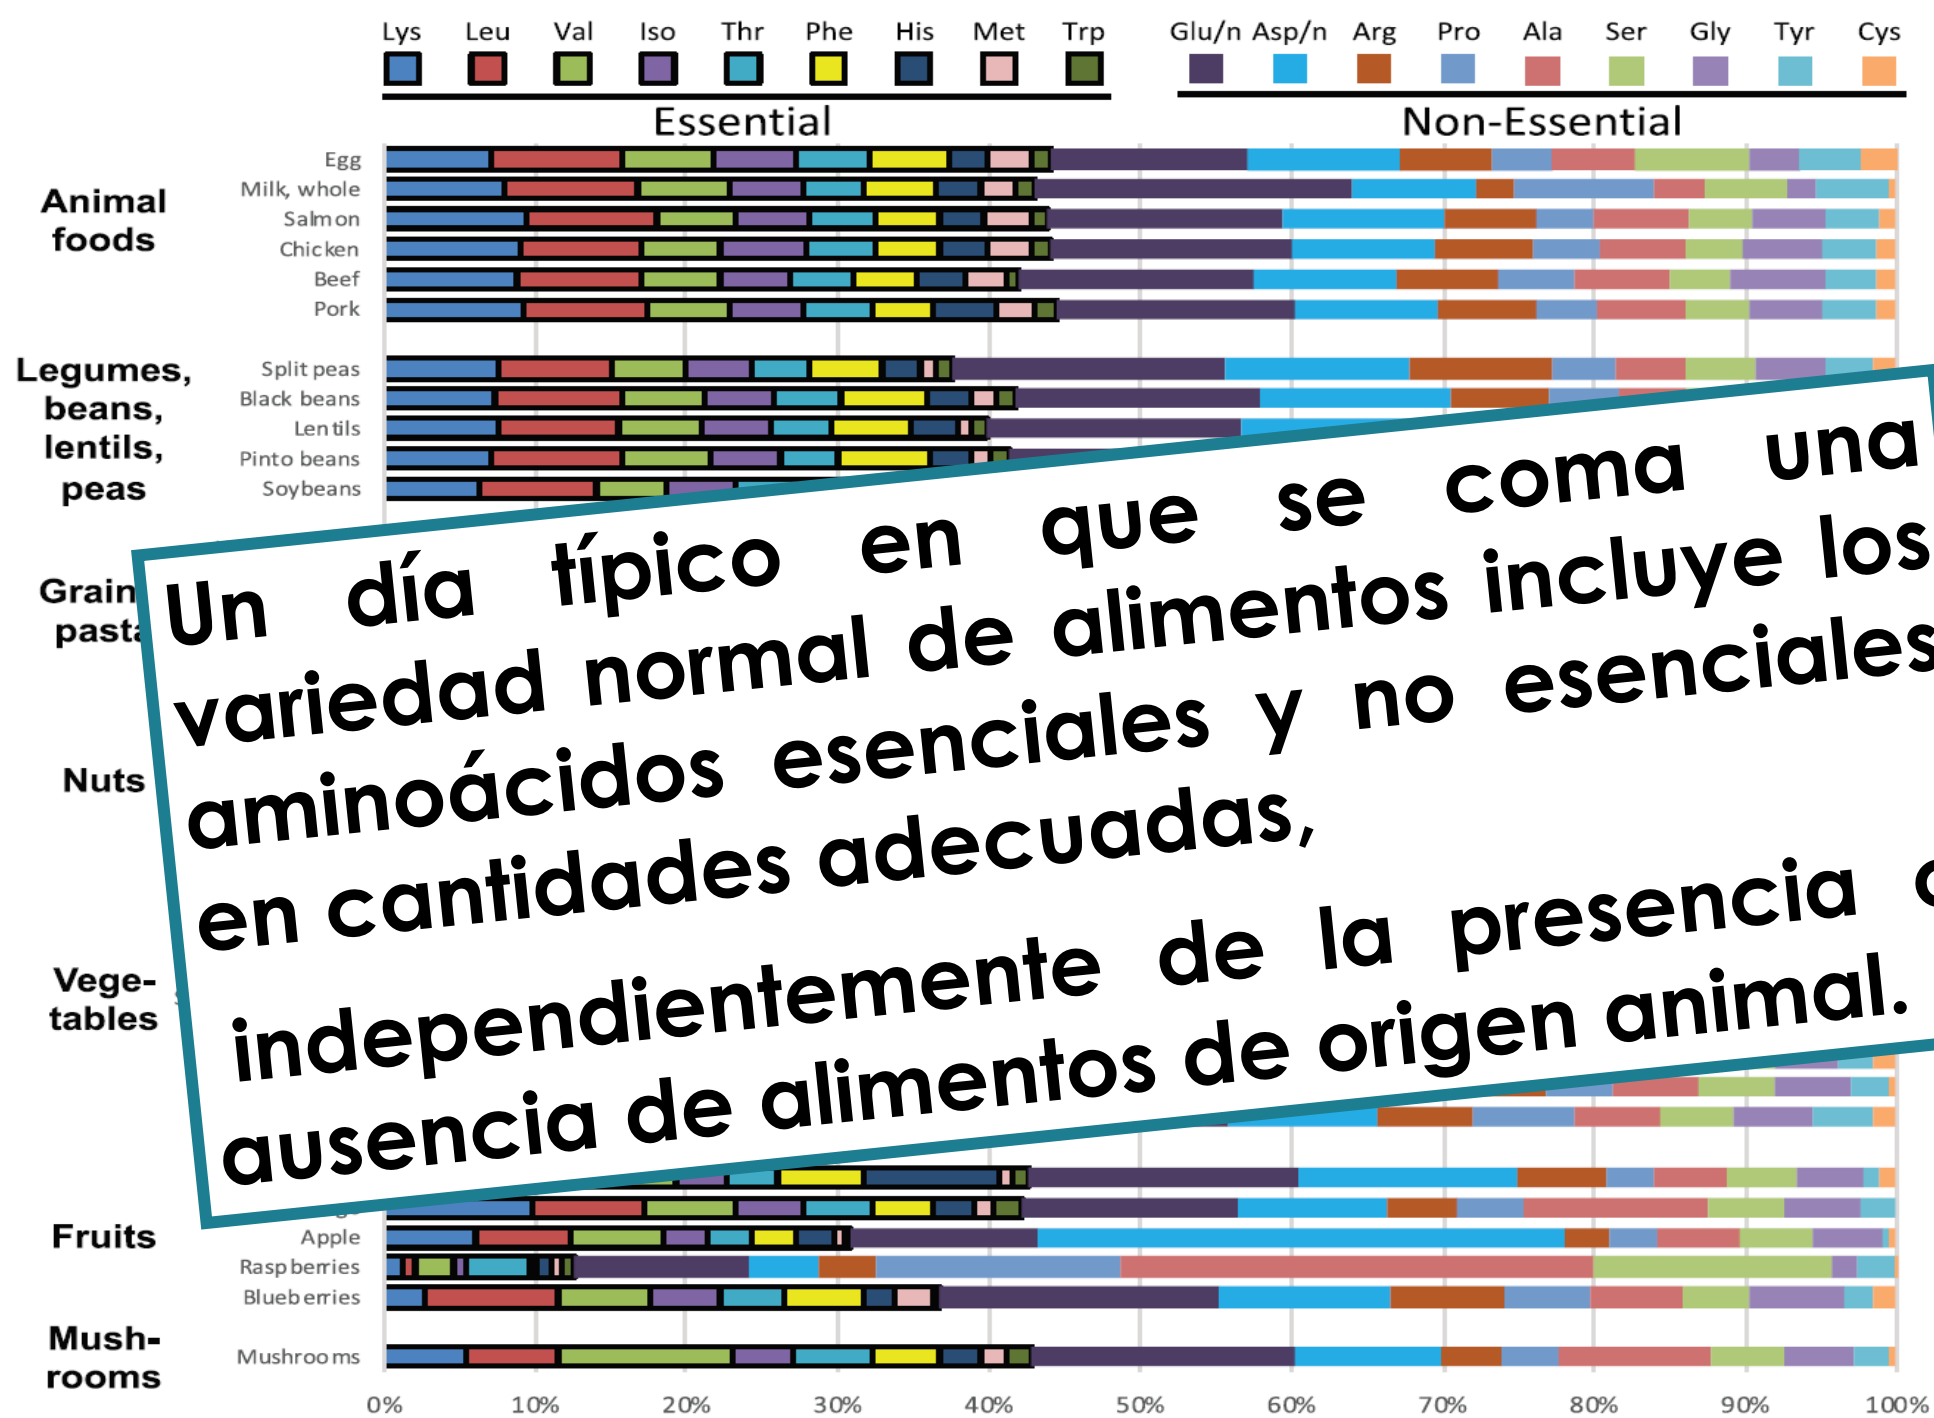 Lys Leu Val Iso Thr Phe His Met Trp Glu/n Asp/n Arg Pro Ala Ser Gly Tyr Cys
Essential Non-Essential
Animal
foods
Egg
Milk, whole
Salmon
Chicken
Beef
Pork
Legumes,
beans,
lentils,
peas
Split peas
Black beans
Lentils
Pinto beans
Soybeans
Un día típico en que se coma una
variedad normal de alimentos incluye los
aminoácidos esenciales y no esenciales
en cantidades adecuadas,
independientemente de la presencia
ausencia de alimentos de origen animal.
Nuts
Vege-
tables
Fruits
Apple
Raspberries
Blueberries
Mush-
rooms
Mushrooms
0% 10% 20% 30% 40% 50% 60% 70% 80% 90% 100%